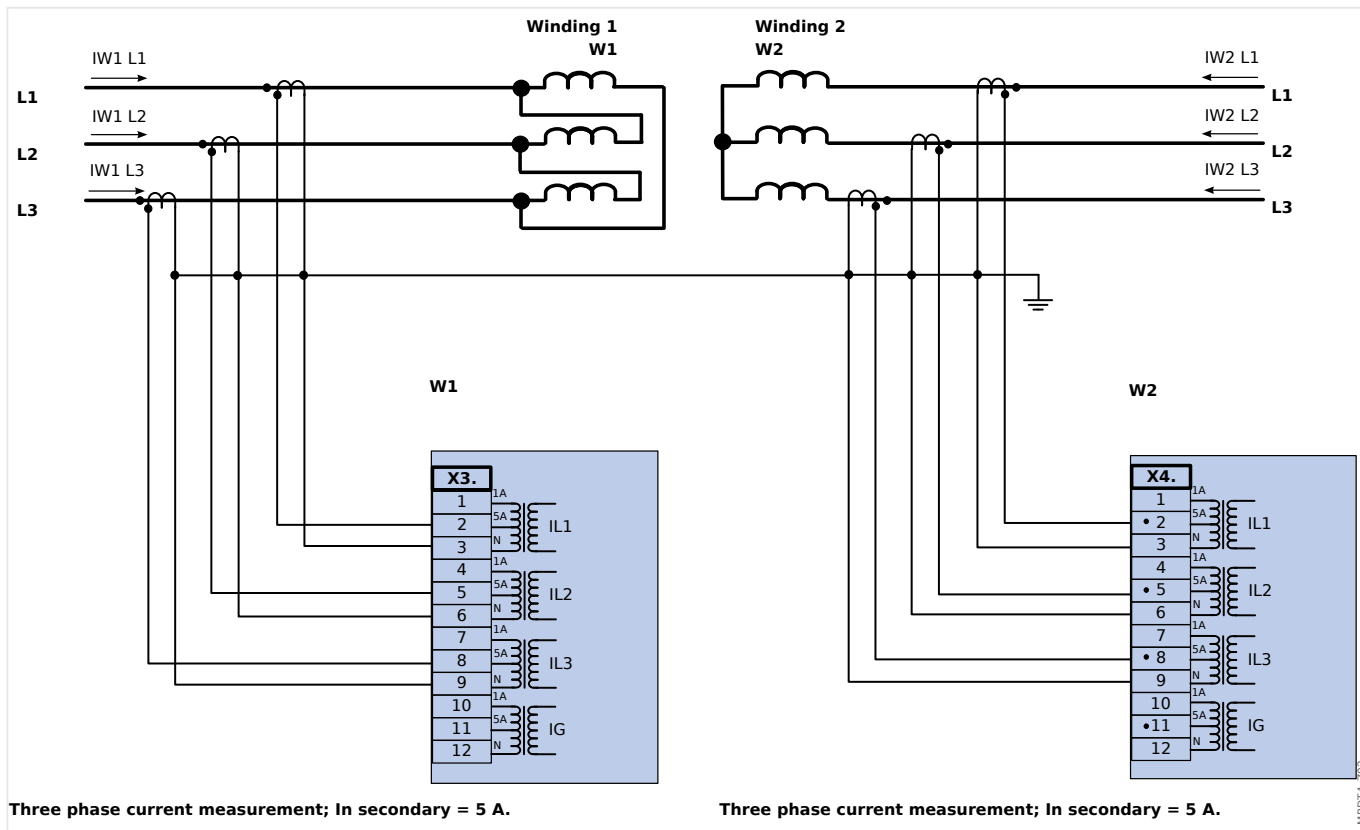 Winding 1
W1
Winding 2
W2
IW1 L1
L1
IW1 L2
L2
IW1 L3
L3
IW2 L1
L1
IW2 L2
L2
IW2 L3
L3
W1
X3.
1 1A
2 5A IL1
3 N
4 1A
5 5A IL2
6 N
7 1A
8 5A IL3
9 N
10 1A
11 5A IG
12 N
W2
X4.
1 1A
• 2 5A IL1
3 N
4 1A
• 5 5A IL2
6 N
7 1A
• 8 5A IL3
9 N
10 1A
•11 5A IG
12 N
Three phase current measurement; In secondary = 5 A.
Three phase current measurement; In secondary = 5 A.